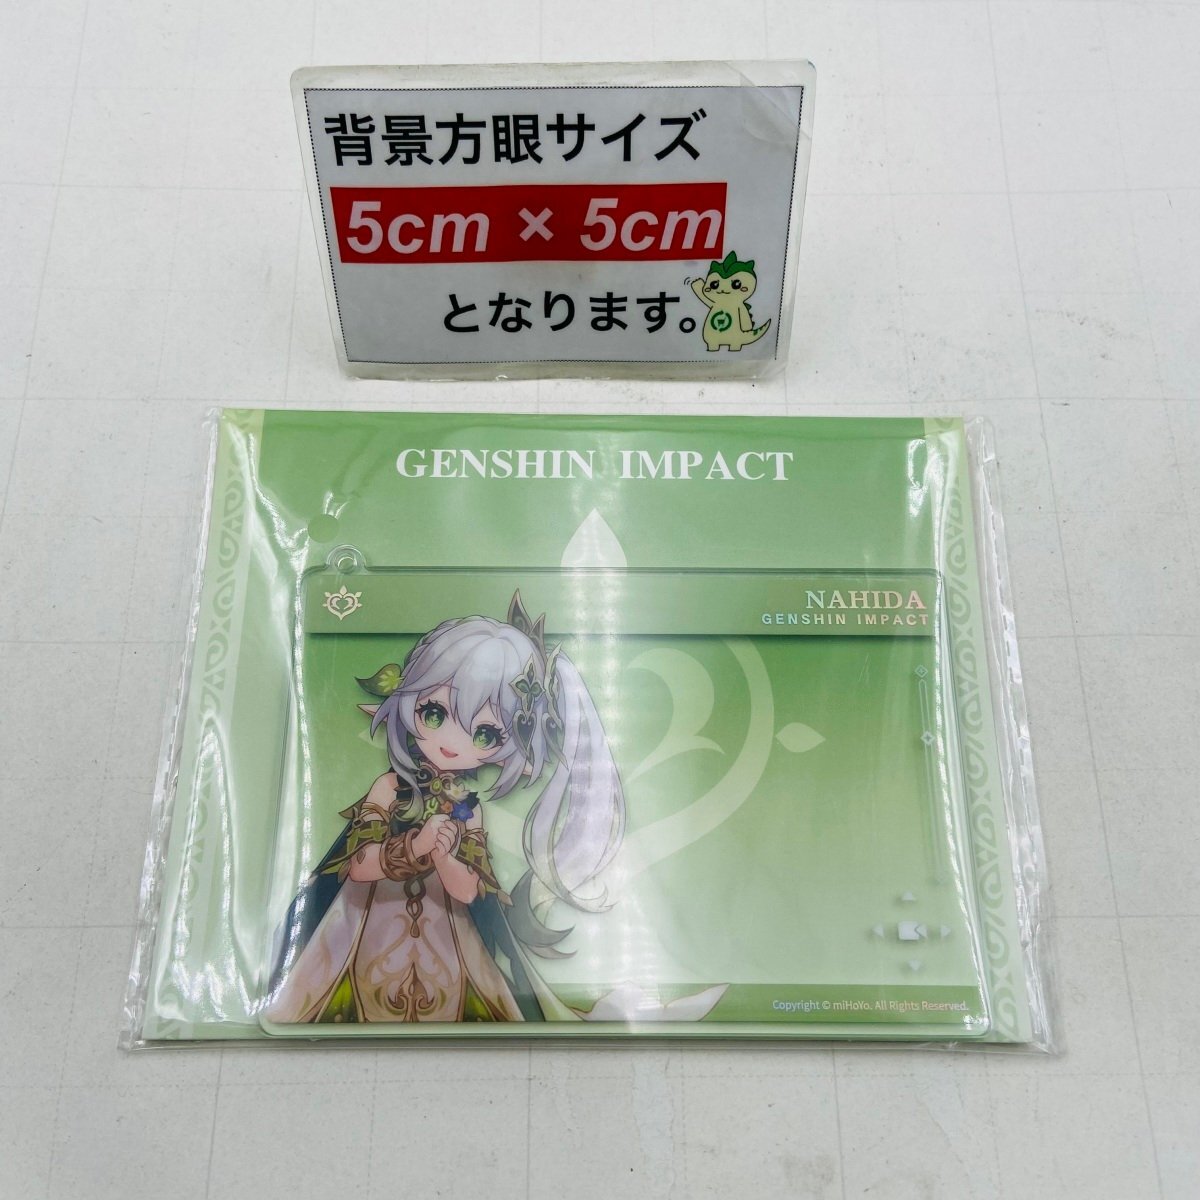 背景方眼サイズ
5cm × 5cm
となります。
GENSHIN IMPACT
NAHIDA
GENSHIN IMPACT
Copyright © miHoYo. All Rights Reserved.